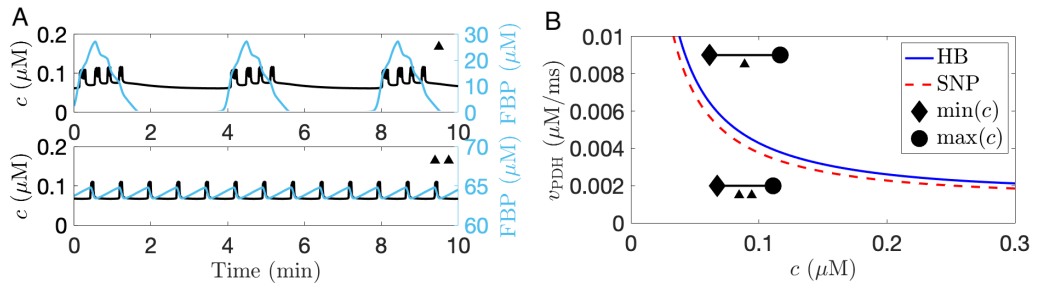 A
0.2
0.1
0
c (μM)
30
20
10
0
FBP (μM)
▲
0 2 4 6 8 10
0.2
0.1
0
c (μM)
70
65
60
FBP (μM)
▲▲
0 2 4 6 8 10
Time (min)
B
0.01
0.008
0.006
0.004
0.002
0
v_PDH (μM/ms)
HB
SNP
min(c)
max(c)
▲
▲▲
0 0.1 0.2 0.3
c (μM)